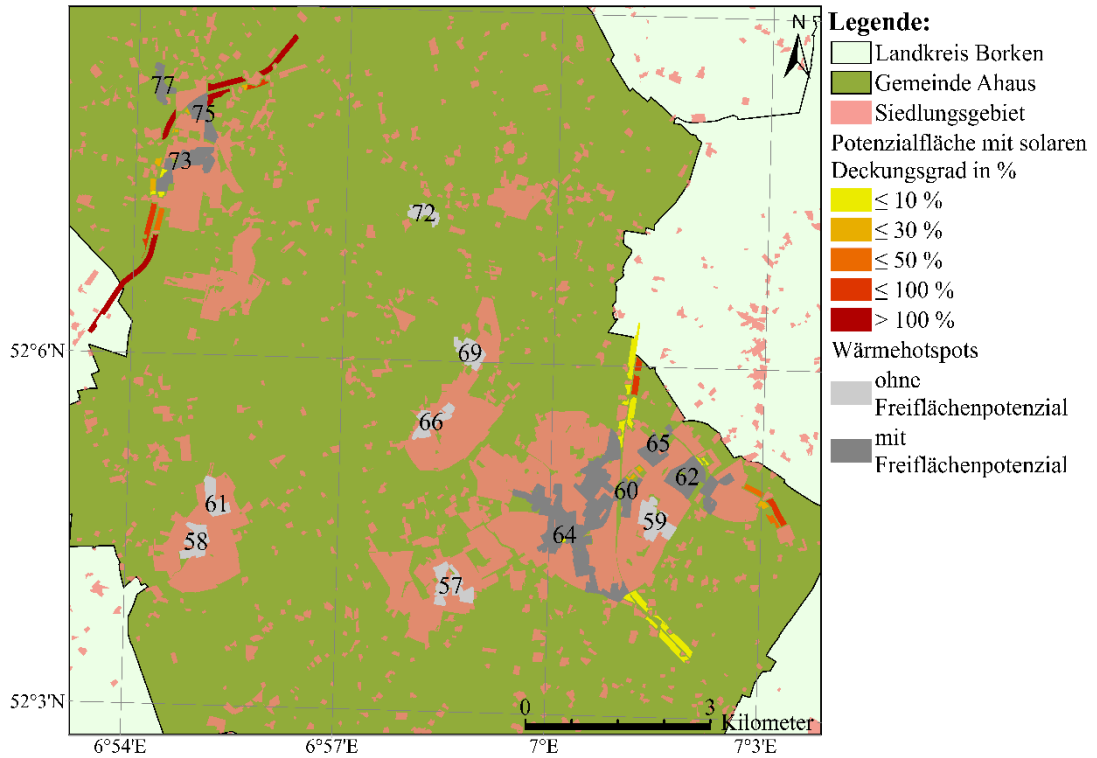 Legende:
Landkreis Borken
Gemeinde Ahaus
Siedlungsgebiet
Potenzialfläche mit solaren
Deckungsgrad in %
≤ 10 %
≤ 30 %
≤ 50 %
≤ 100 %
> 100 %
Wärmehotspots
ohne
Freiflächenpotenzial
mit
Freiflächenpotenzial
N
77
75
73
72
69
66
65
62
61
60
59
64
58
57
52°6'N
52°3'N
0 3
Kilometer
6°54'E 6°57'E 7°E 7°3'E